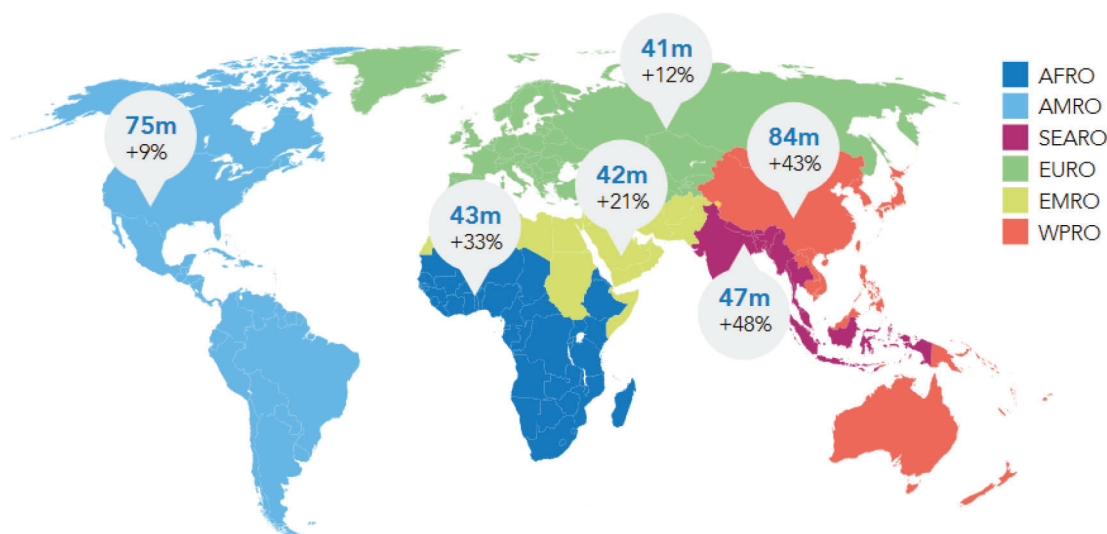 41m
+12%
75m
+9%
84m
+43%
42m
+21%
43m
+33%
47m
+48%
AFRO
AMRO
SEARO
EURO
EMRO
WPRO